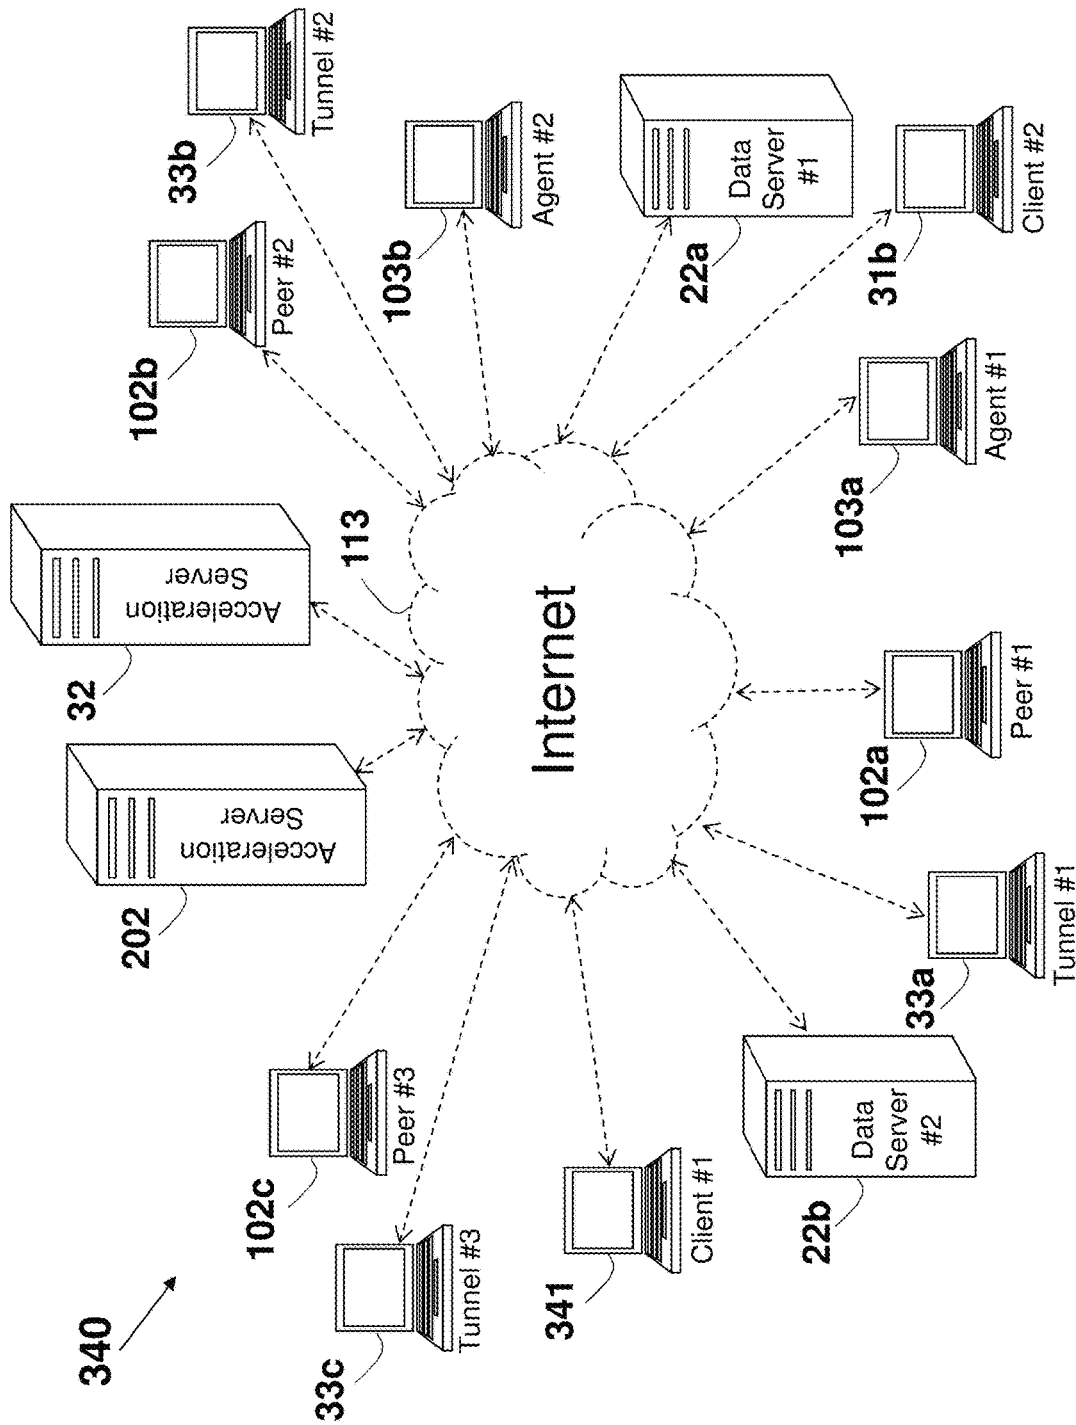 340
33c
Tunnel #3
102c
Peer #3
341
Client #1
22b
Data
Server
#2
202
Acceleration
Server
32
Acceleration
Server
113
Internet
33a
Tunnel #1
102a
Peer #1
103a
Agent #1
102b
Peer #2
33b
Tunnel #2
103b
Agent #2
22a
Data
Server
#1
31b
Client #2